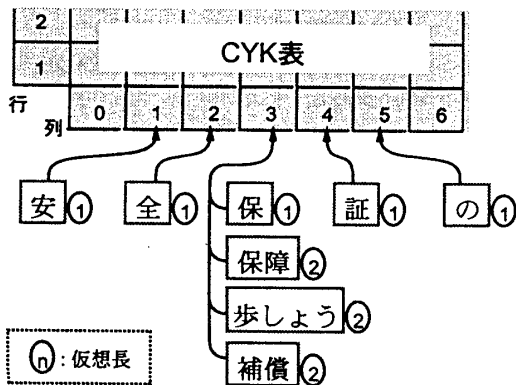 2
CYK表
1
行
列 0 1 2 3 4 5 6
安 1 全 1 保 1 証 1 の 1
保障 2
歩しょう 2
補償 2
n : 仮想長